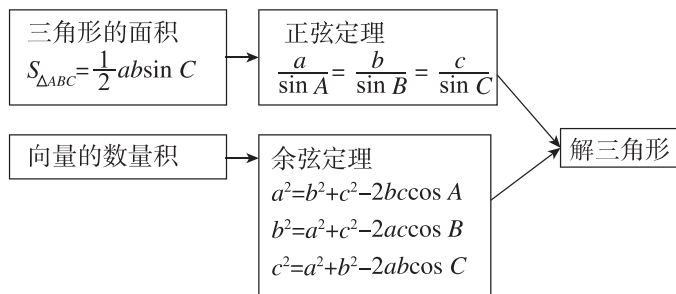 三角形的面积
S△ABC=1/2 absin C
正弦定理
a/sin A = b/sin B = c/sin C
向量的数量积
余弦定理
a²=b²+c²−2bccos A
b²=a²+c²−2accos B
c²=a²+b²−2abcos C
解三角形